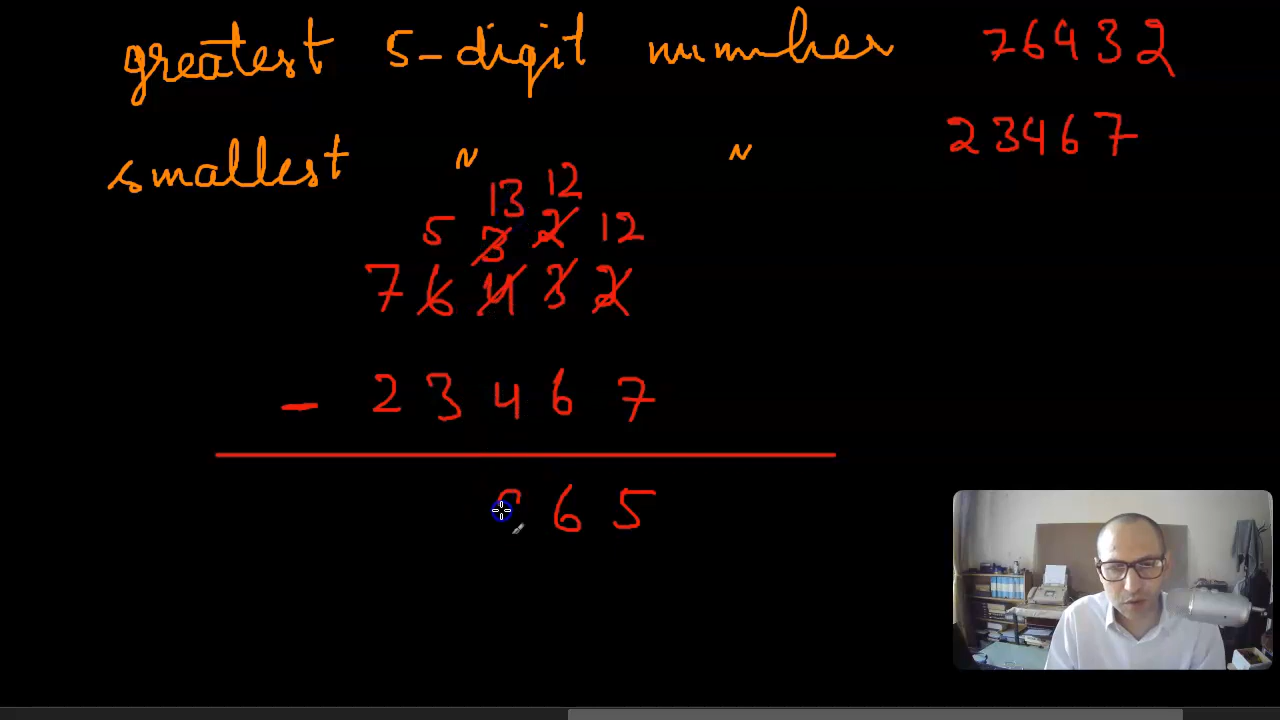 greatest 5-digit number 76432
smallest " " 23467
13 12
5 3 2 12
7 6 4 3 2
- 2 3 4 6 7
6 5